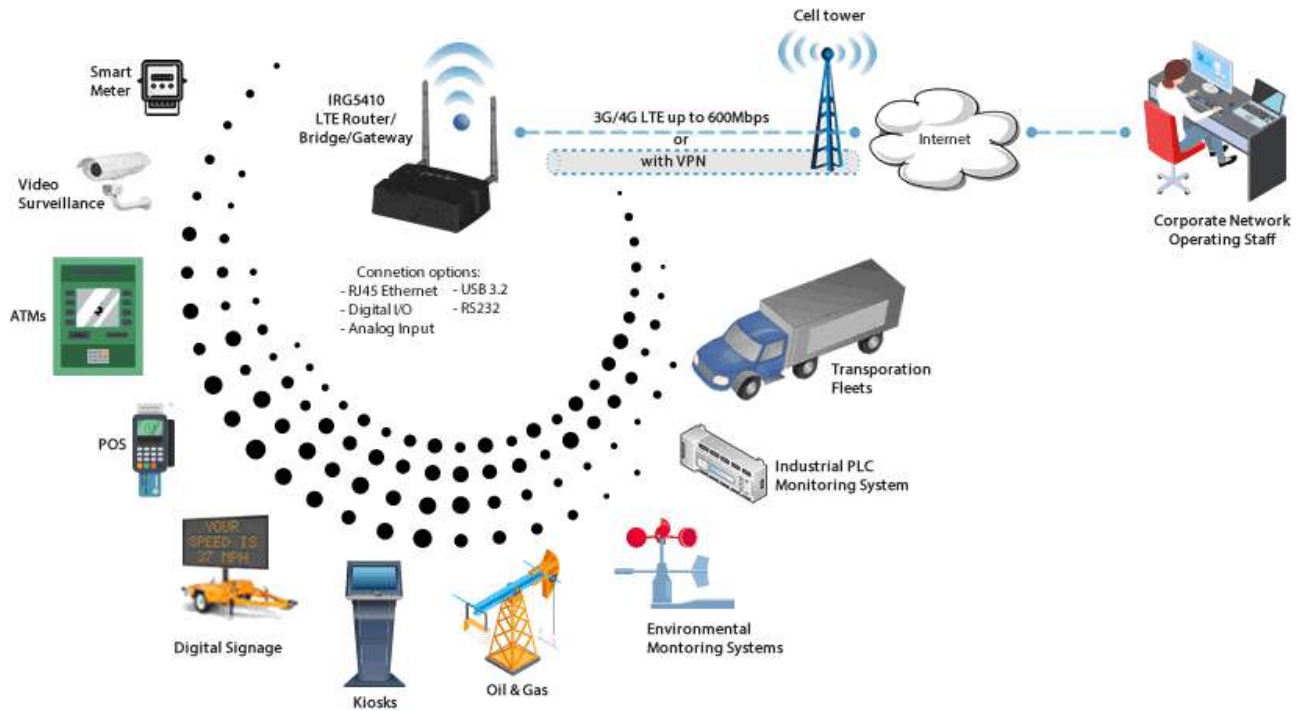 Cell tower
Smart
Meter
IRG5410
LTE Router/
Bridge/Gateway
3G/4G LTE up to 600Mbps
or
with VPN
Internet
Video
Surveillance
Corporate Network
Operating Staff
Connetion options:
- RJ45 Ethernet - USB 3.2
- Digital I/O - RS232
- Analog Input
ATMs
Transporation
Fleets
POS
Industrial PLC
Monitoring System
YOUR
SPEED IS
37 MPH
Digital Signage
Environmental
Montoring Systems
Oil & Gas
Kiosks